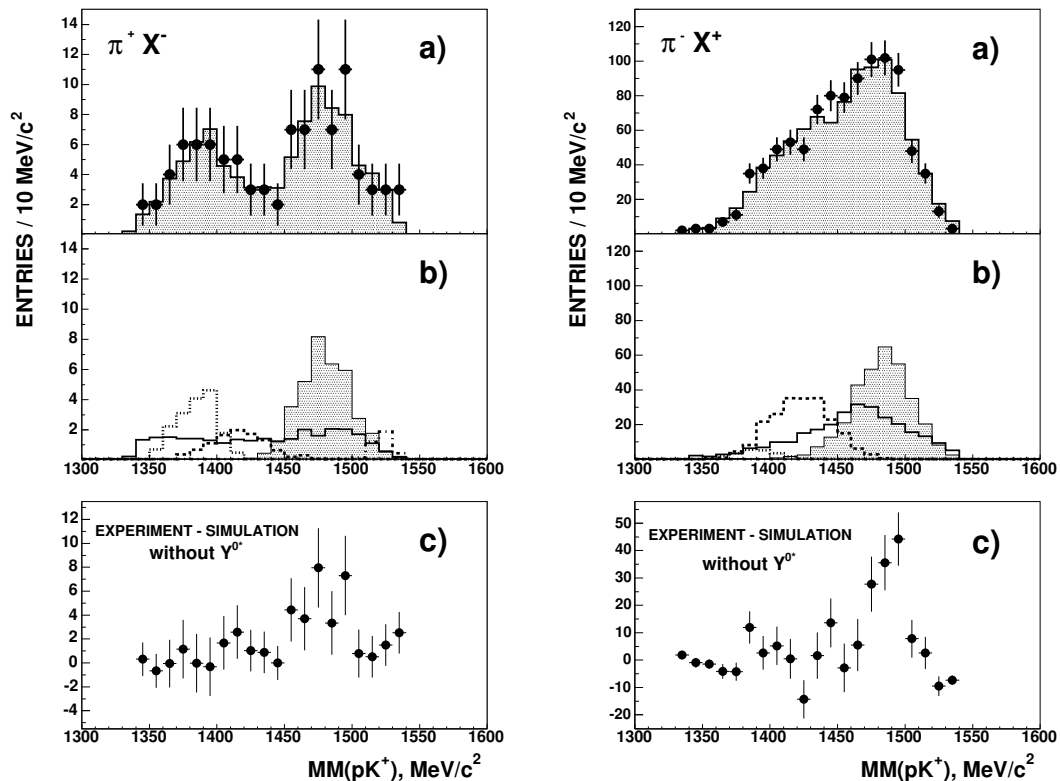 π⁺ X⁻
a)
14
12
10
8
6
4
2
ENTRIES / 10 MeV/c²
b)
14
12
10
8
6
4
2
1300 1350 1400 1450 1500 1550 1600
EXPERIMENT - SIMULATION
without Y⁰*
c)
12
10
8
6
4
2
0
-2
-4
1300 1350 1400 1450 1500 1550 1600
MM(pK⁺), MeV/c²
π⁻ X⁺
a)
120
100
80
60
40
20
ENTRIES / 10 MeV/c²
b)
120
100
80
60
40
20
0
1300 1350 1400 1450 1500 1550 1600
EXPERIMENT - SIMULATION
without Y⁰*
c)
50
40
30
20
10
0
-10
-20
1300 1350 1400 1450 1500 1550 1600
MM(pK⁺), MeV/c²